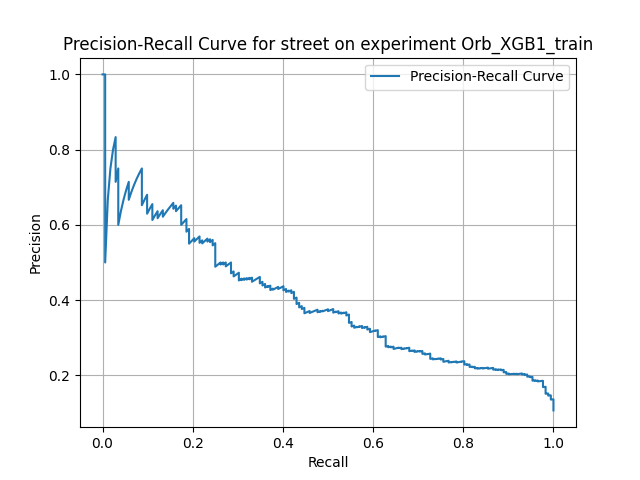 Precision-Recall Curve for street on experiment Orb_XGB1_train
Precision-Recall Curve
1.0
0.8
0.6
0.4
0.2
Precision
0.0
0.2
0.4
0.6
0.8
1.0
Recall